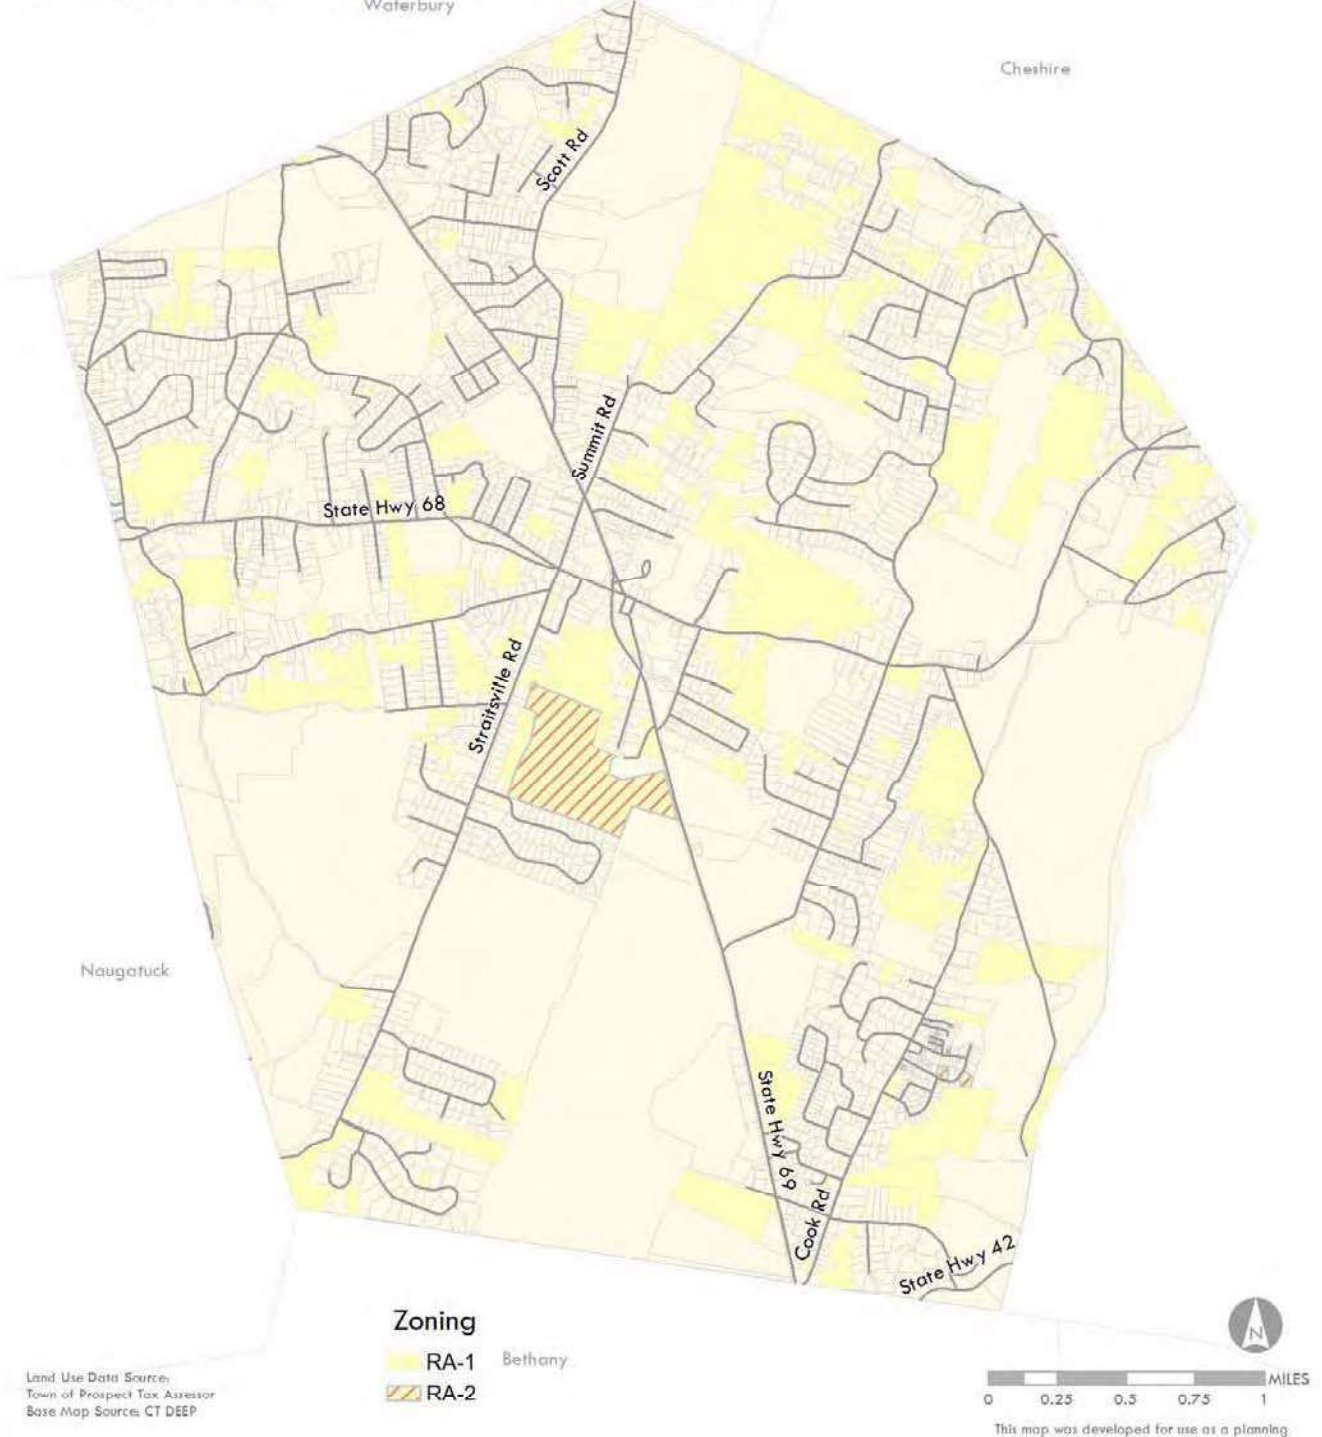 Waterbury
Cheshire
Scott Rd
Summit Rd
State Hwy 68
Straitsville Rd
Naugatuck
State Hwy 69
Cook Rd
State Hwy 42
Zoning
RA-1
Bethany
RA-2
N
Land Use Data Source:
Town of Prospect Tax Assessor
Base Map Source: CT DEEP
MILES
0 0.25 0.5 0.75 1
This map was developed for use as a planning